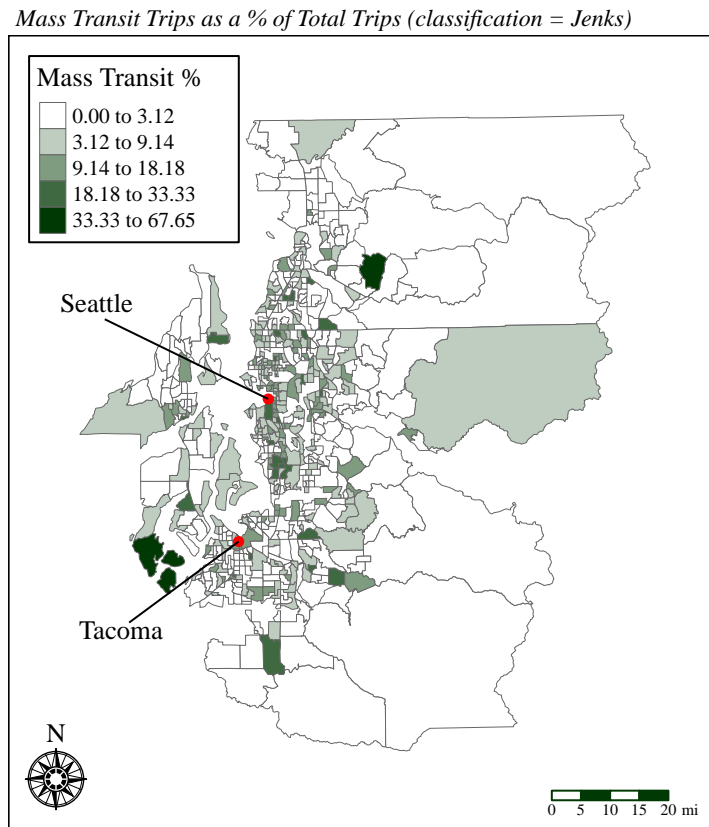 Mass Transit Trips as a % of Total Trips (classification = Jenks)
Mass Transit %
0.00 to 3.12
3.12 to 9.14
9.14 to 18.18
18.18 to 33.33
33.33 to 67.65
Seattle
Tacoma
N
0 5 10 15 20 mi